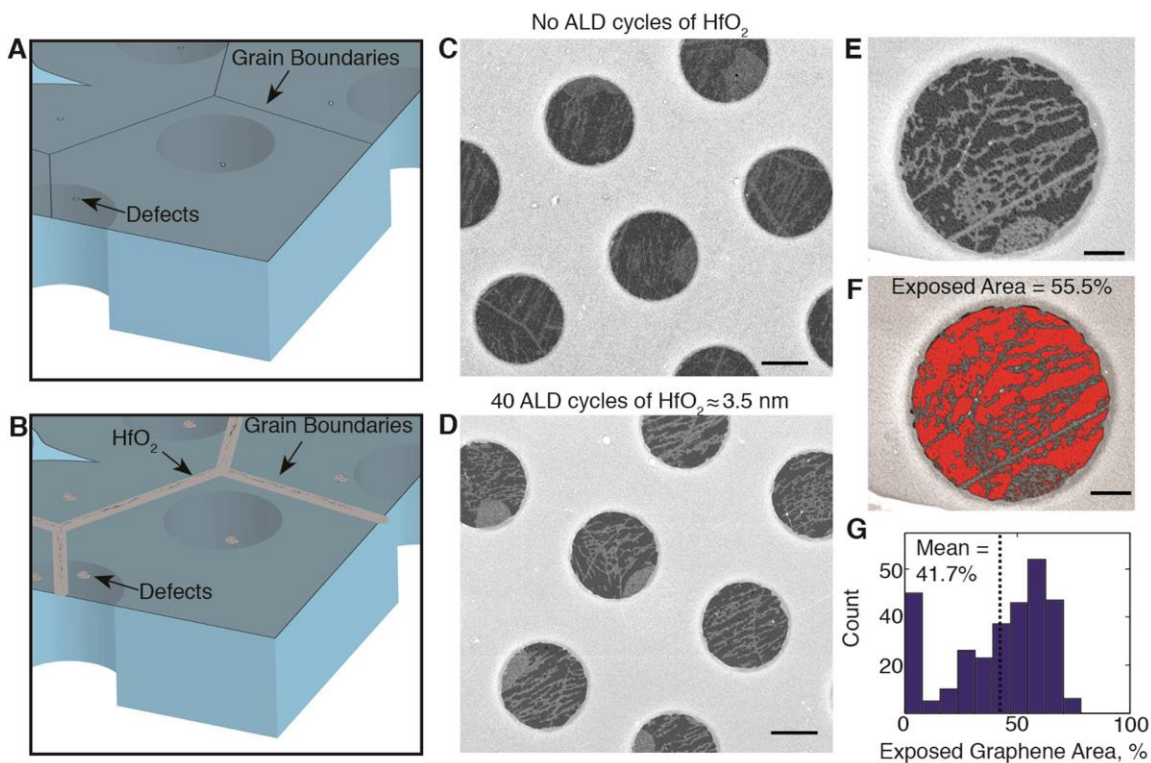 A
Grain Boundaries
Defects
B
HfO2
Grain Boundaries
Defects
No ALD cycles of HfO2
C
40 ALD cycles of HfO2 ≈ 3.5 nm
D
E
F
Exposed Area = 55.5%
G
Mean =
41.7%
50
40
20
Count
0
50
100
Exposed Graphene Area, %